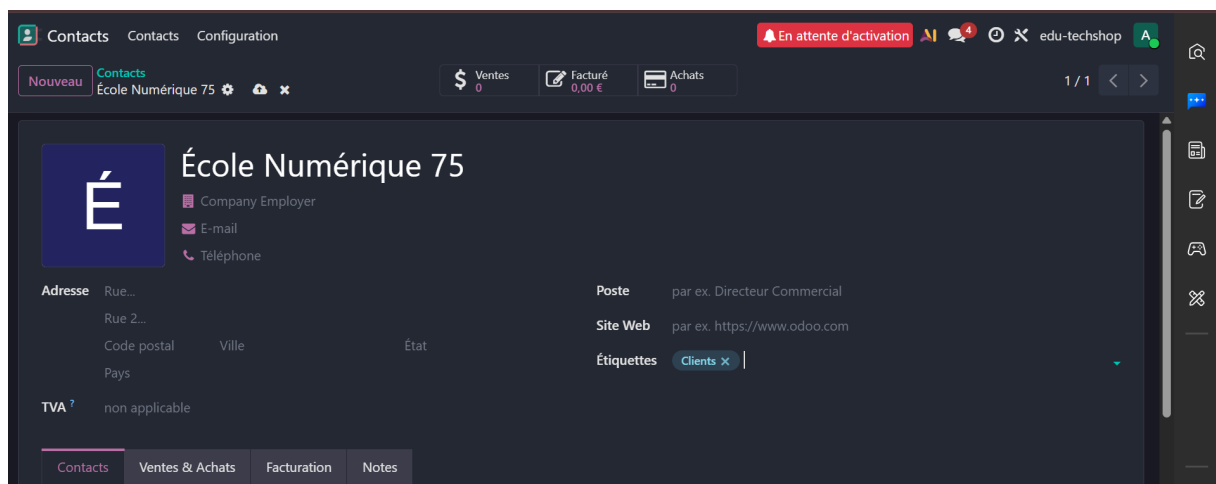 Contacts Contacts Configuration En attente d'activation AI 4 edu-techshop A
Nouveau Contacts
École Numérique 75
$ Ventes 0
Facturé 0,00 €
Achats 0
1 / 1
É
École Numérique 75
Company Employer
E-mail
Téléphone
Adresse Rue...
Rue 2...
Code postal Ville État
Pays
TVA ? non applicable
Poste par ex. Directeur Commercial
Site Web par ex. https://www.odoo.com
Étiquettes Clients ×
Contacts Ventes & Achats Facturation Notes